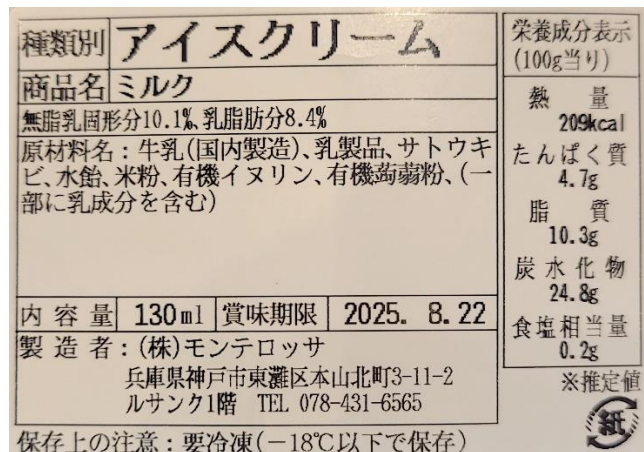 種類別 アイスクリーム
商品名 ミルク
無脂乳固形分10.1%、乳脂肪分8.4%
原材料名：牛乳(国内製造)、乳製品、サトウキ
ビ、水飴、米粉、有機イヌリン、有機蒟蒻粉、(一
部に乳成分を含む)
内容量 130ml 賞味期限 2025. 8.22
製造者：(株)モンテロッサ
兵庫県神戸市東灘区本山北町3-11-2
ルサンク1階 TEL 078-431-6565
保存上の注意：要冷凍(－18℃以下で保存)
栄養成分表示
(100g当り)
熱量
209kcal
たんぱく質
4.7g
脂質
10.3g
炭水化物
24.8g
食塩相当量
0.2g
※推定値
紙